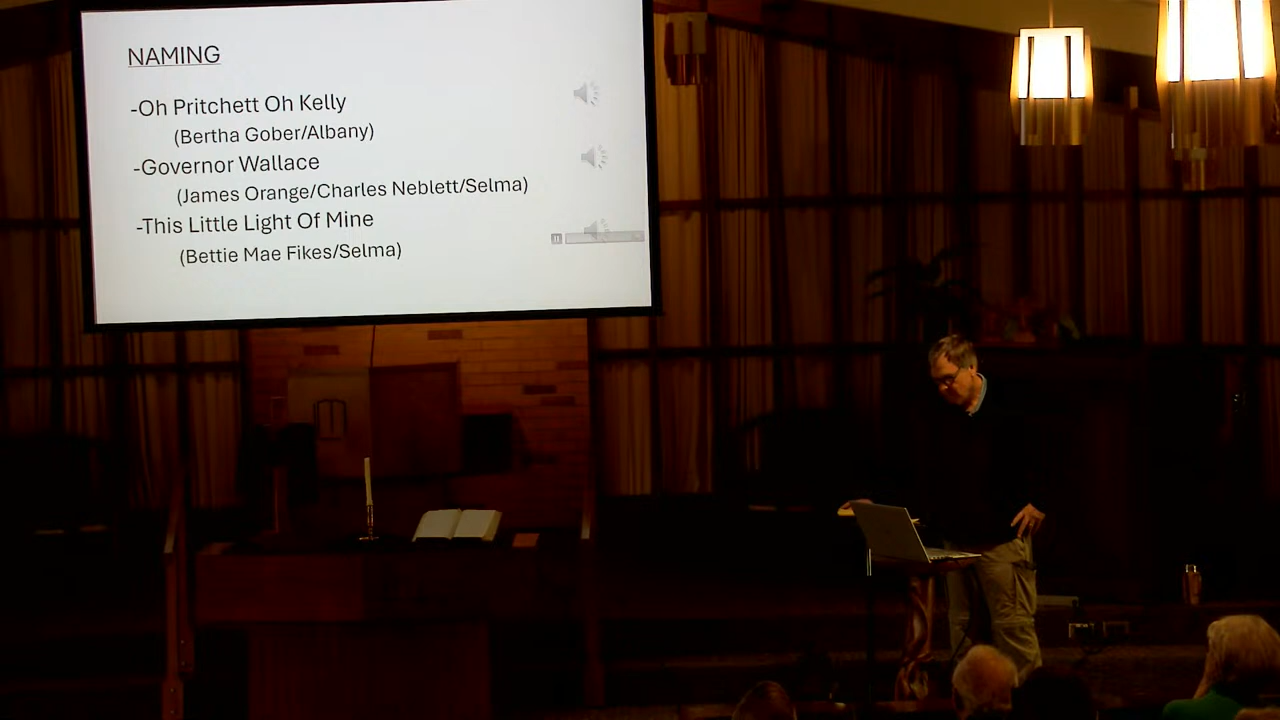 NAMING
-Oh Pritchett Oh Kelly
(Bertha Gober/Albany)
-Governor Wallace
(James Orange/Charles Neblett/Selma)
-This Little Light Of Mine
(Bettie Mae Fikes/Selma)